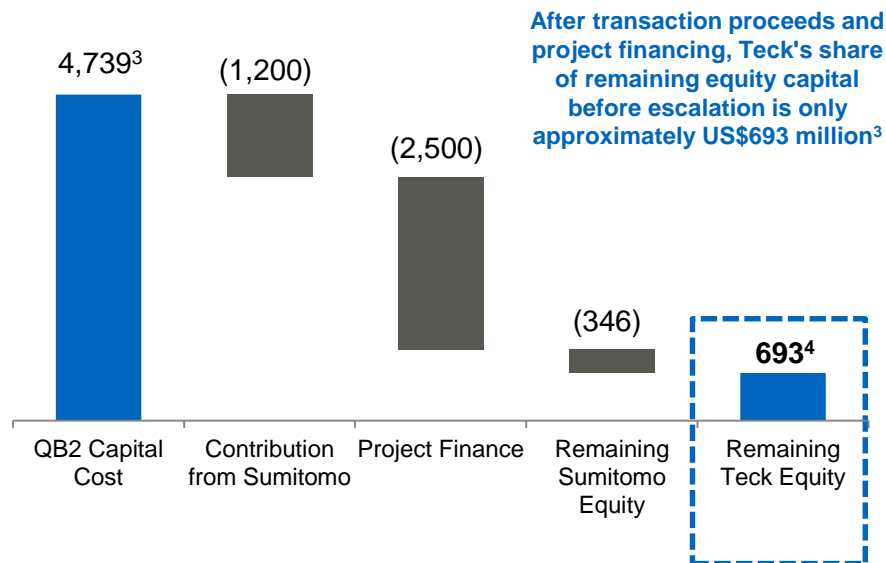 After transaction proceeds and
project financing, Teck's share
of remaining equity capital
before escalation is only
approximately US$693 million³
4,739³
(1,200)
(2,500)
(346)
693⁴
QB2 Capital
Cost
Contribution
from Sumitomo
Project Finance
Remaining
Sumitomo
Equity
Remaining
Teck Equity